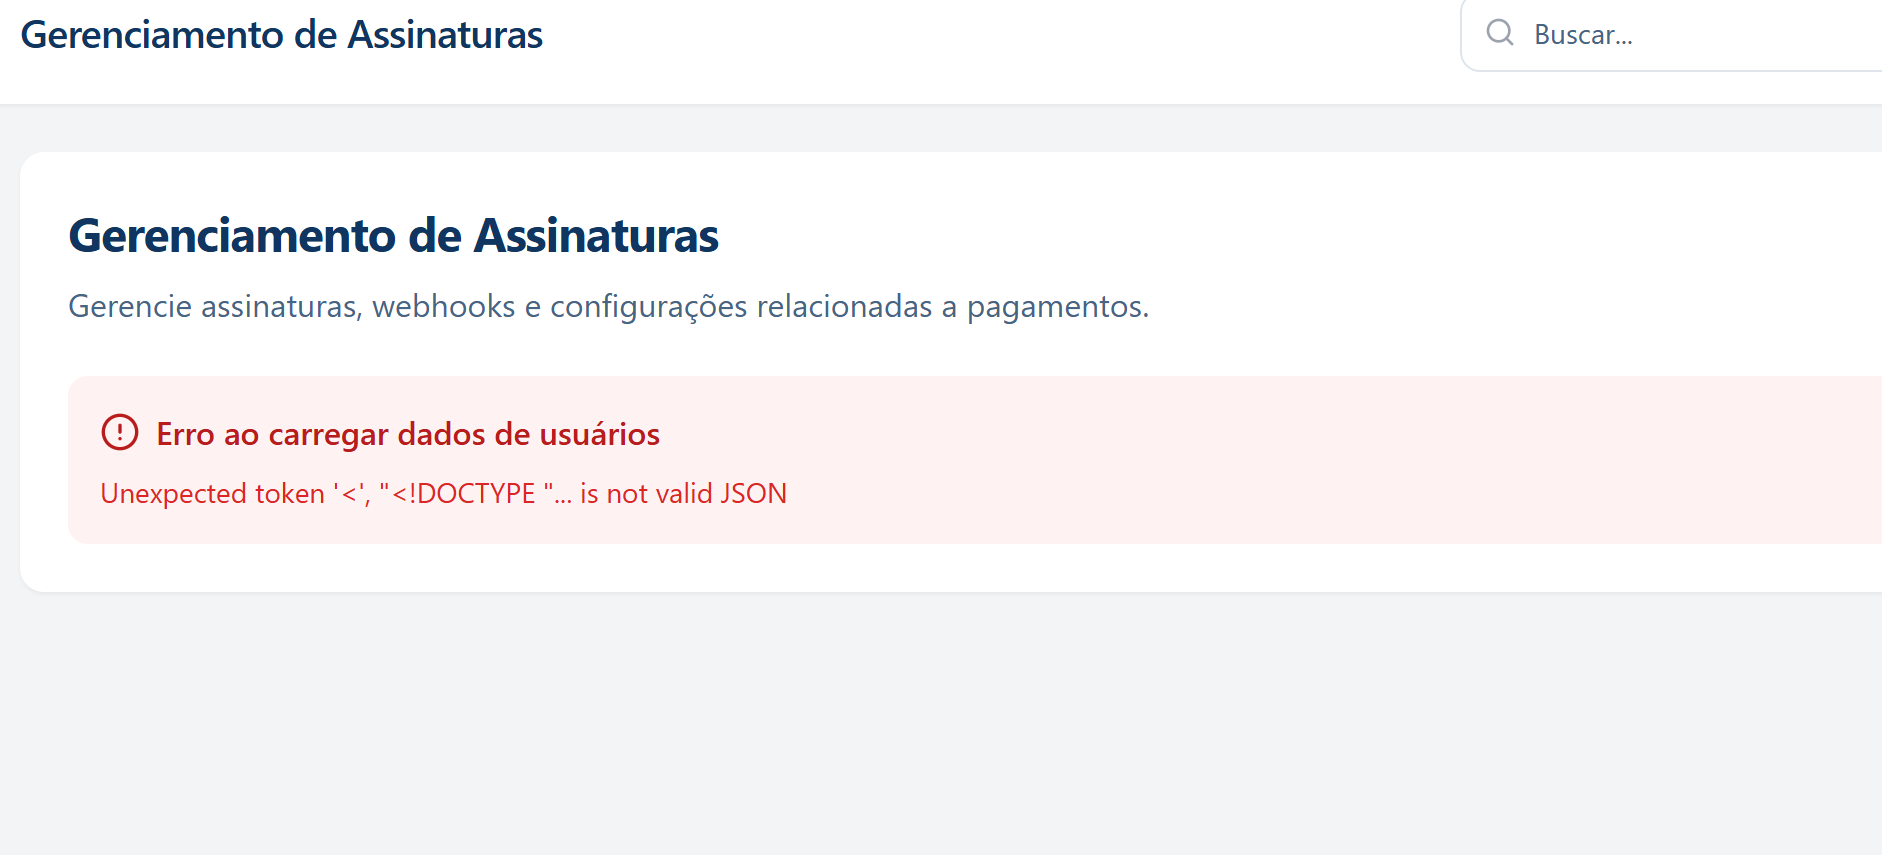 Gerenciamento de Assinaturas
Buscar...
Gerenciamento de Assinaturas
Gerencie assinaturas, webhooks e configurações relacionadas a pagamentos.
Erro ao carregar dados de usuários
Unexpected token '<', "<!DOCTYPE "... is not valid JSON